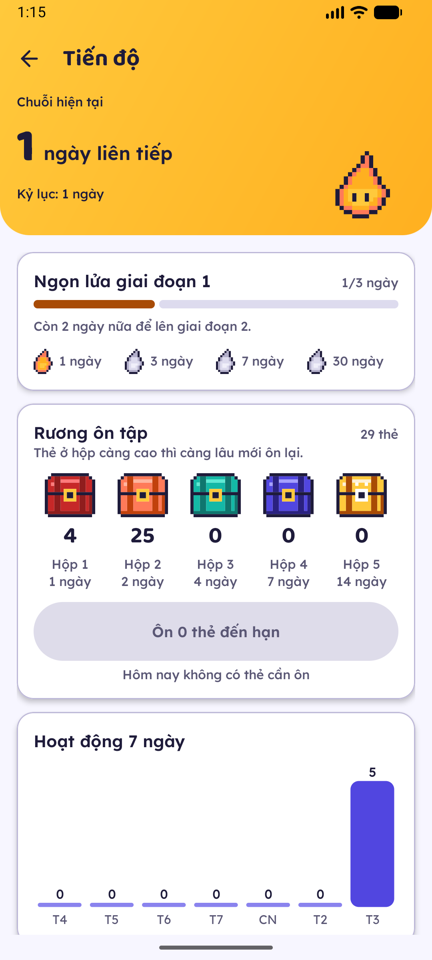 1:15
Tiến độ
Chuỗi hiện tại
1 ngày liên tiếp
Kỷ lục: 1 ngày
Ngọn lửa giai đoạn 1
1/3 ngày
Còn 2 ngày nữa để lên giai đoạn 2.
1 ngày 3 ngày 7 ngày 30 ngày
Rương ôn tập
29 thẻ
Thẻ ở hộp càng cao thì càng lâu mới ôn lại.
4 25 0 0 0
Hộp 1 Hộp 2 Hộp 3 Hộp 4 Hộp 5
1 ngày 2 ngày 4 ngày 7 ngày 14 ngày
Ôn 0 thẻ đến hạn
Hôm nay không có thẻ cần ôn
Hoạt động 7 ngày
5
0 0 0 0 0 0
T4 T5 T6 T7 CN T2 T3